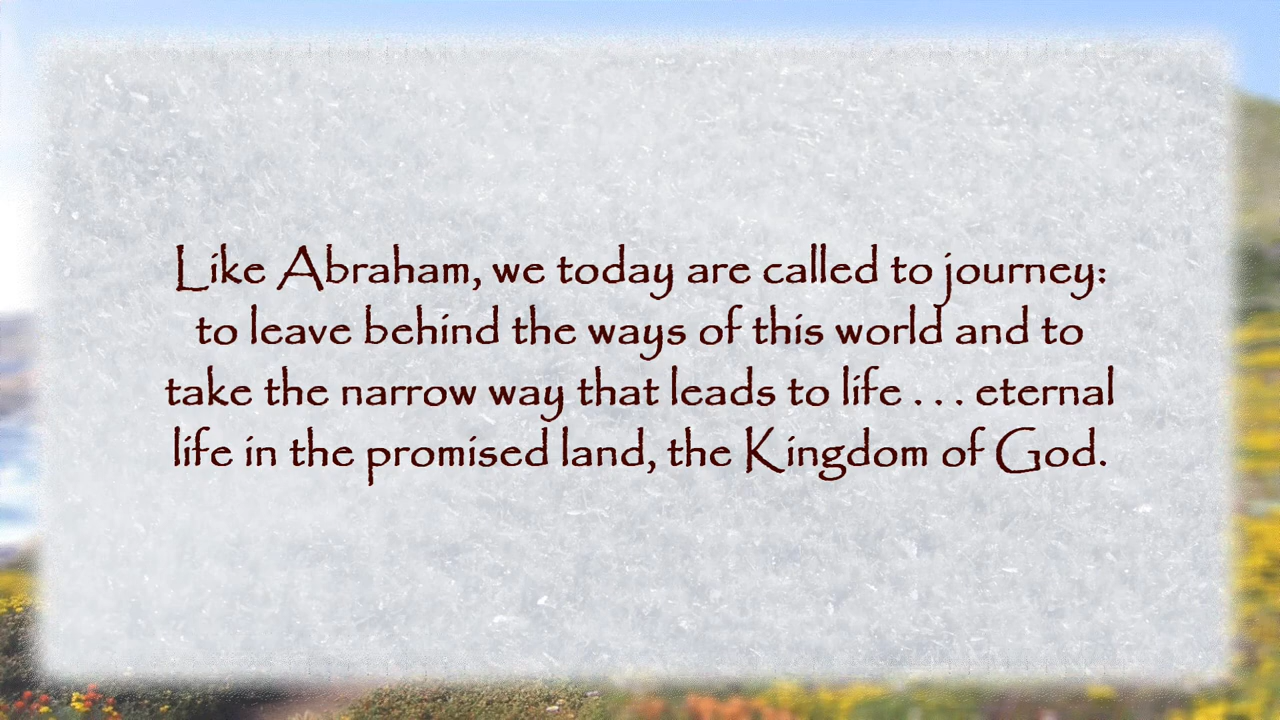 Like Abraham, we today are called to journey:
to leave behind the ways of this world and to
take the narrow way that leads to life . . . eternal
life in the promised land, the Kingdom of God.